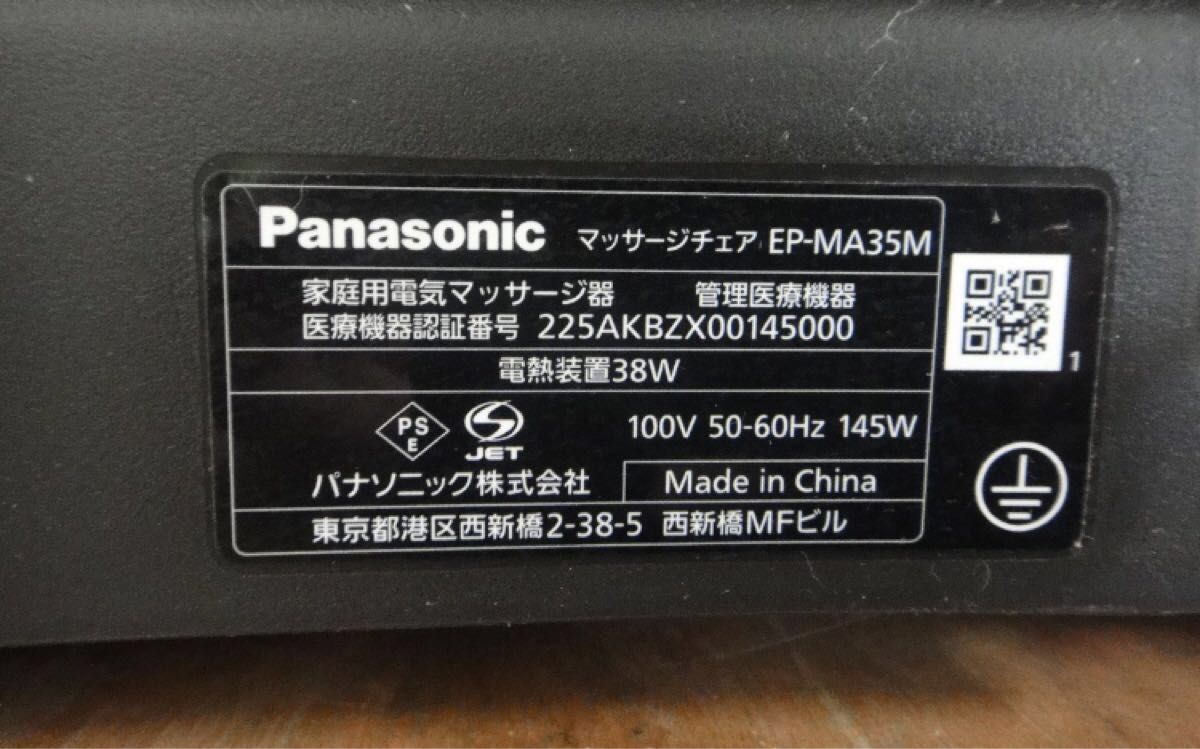 Panasonic マッサージチェア EP-MA35M
家庭用電気マッサージ器 管理医療機器
医療機器認証番号 225AKBZX00145000
電熱装置38W
PS
E
JET
100V 50-60Hz 145W
パナソニック株式会社 Made in China
東京都港区西新橋2-38-5 西新橋MFビル
1